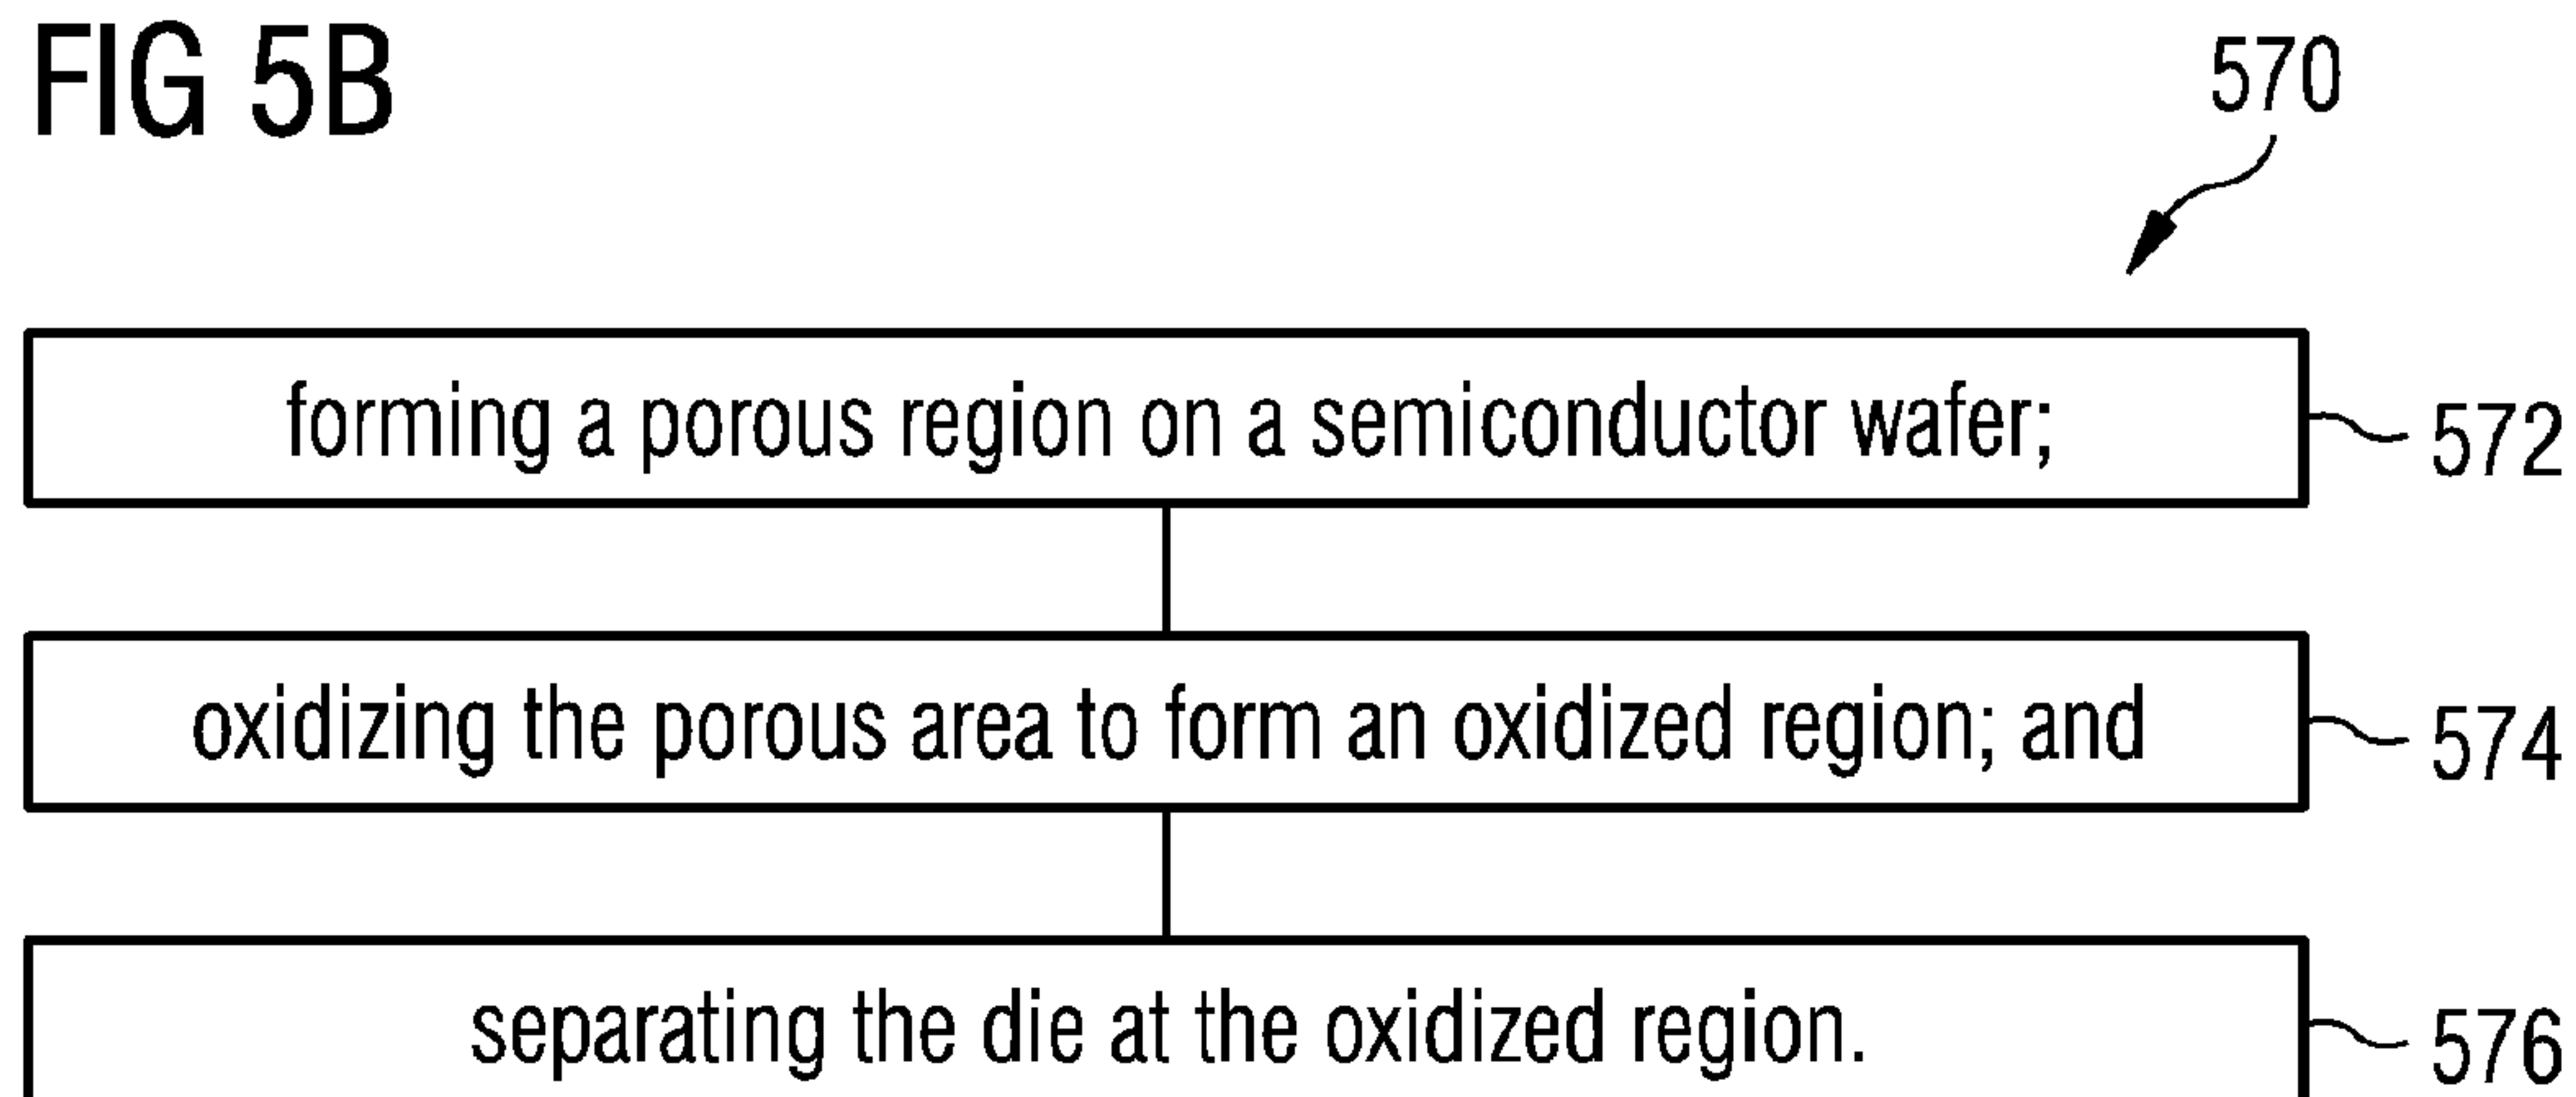 FIG 5B
570
forming a porous region on a semiconductor wafer;
572
oxidizing the porous area to form an oxidized region; and
574
separating the die at the oxidized region.
576